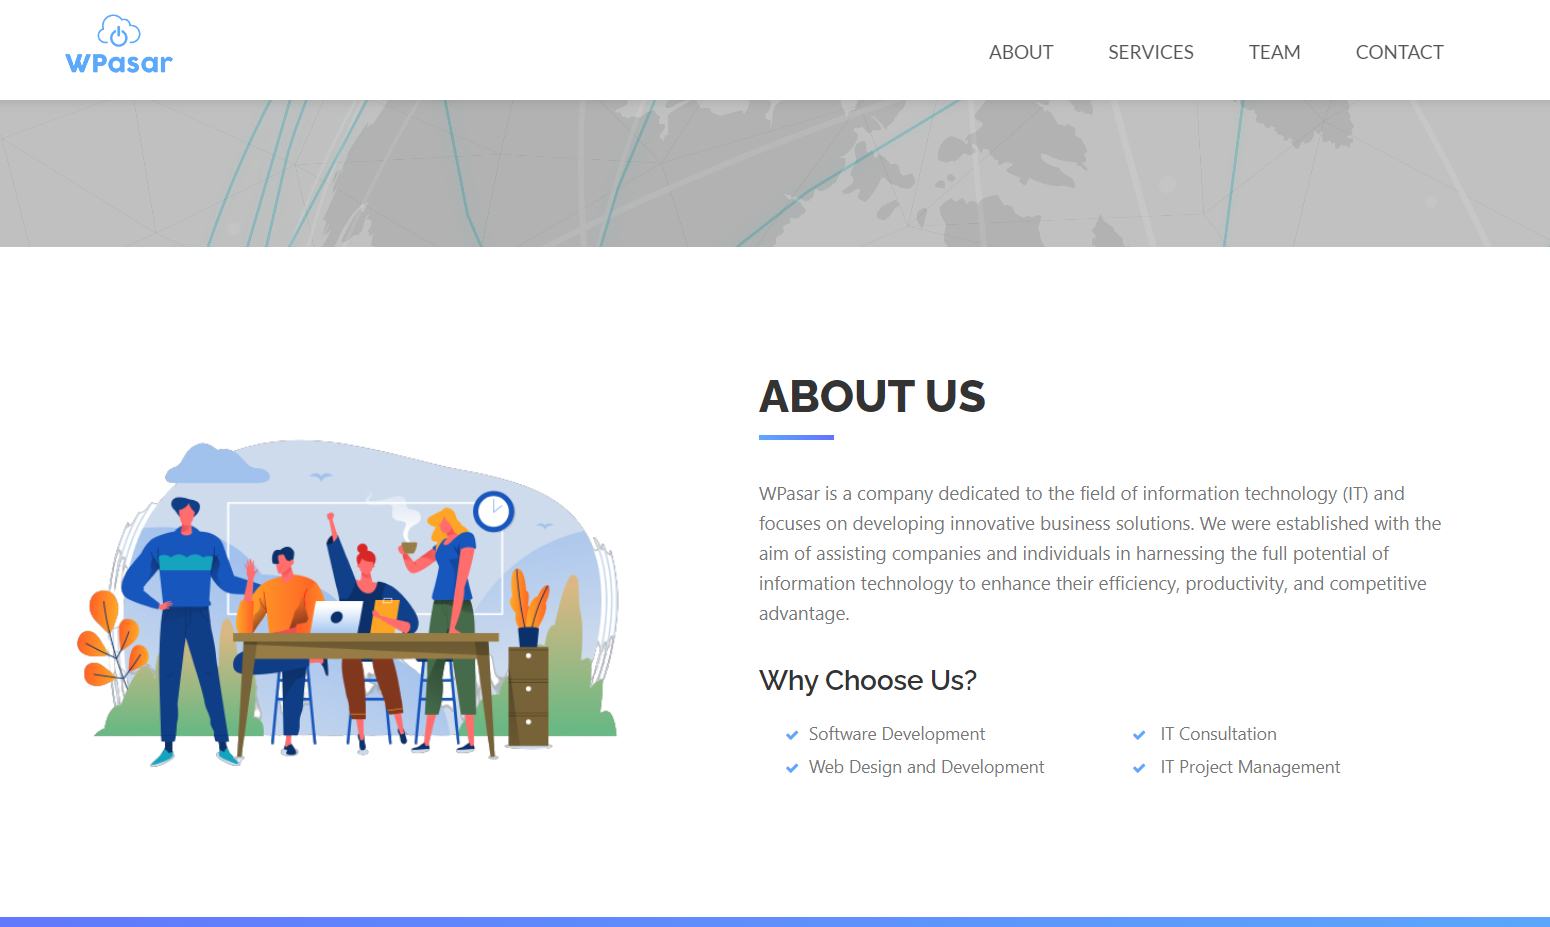 WPasar
ABOUT SERVICES TEAM CONTACT
ABOUT US
WPasar is a company dedicated to the field of information technology (IT) and
focuses on developing innovative business solutions. We were established with the
aim of assisting companies and individuals in harnessing the full potential of
information technology to enhance their efficiency, productivity, and competitive
advantage.
Why Choose Us?
Software Development
Web Design and Development
IT Consultation
IT Project Management